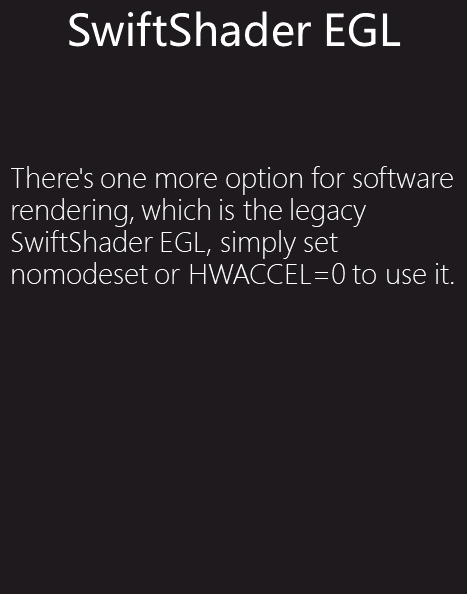 SwiftShader EGL
There's one more option for software
rendering, which is the legacy
SwiftShader EGL, simply set
nomodeset or HWACCEL=0 to use it.